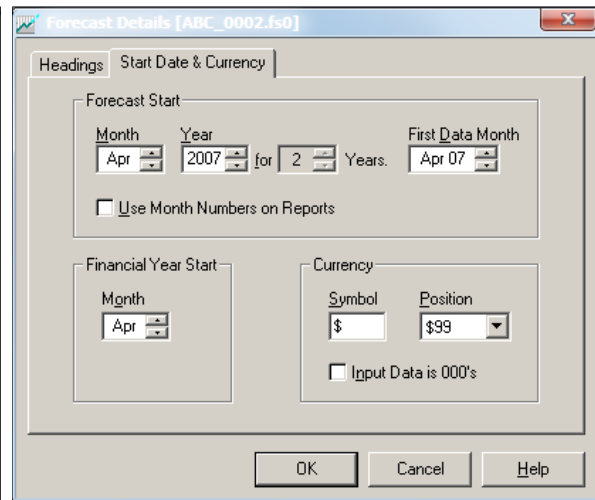 Forecast Details [ABC_0002.fs0]
Headings Start Date & Currency
Forecast Start
Month Year First Data Month
Apr 2007 for 2 Years. Apr 07
Use Month Numbers on Reports
Financial Year Start Currency
Month Symbol Position
Apr $ $99
Input Data is 000's
OK Cancel Help